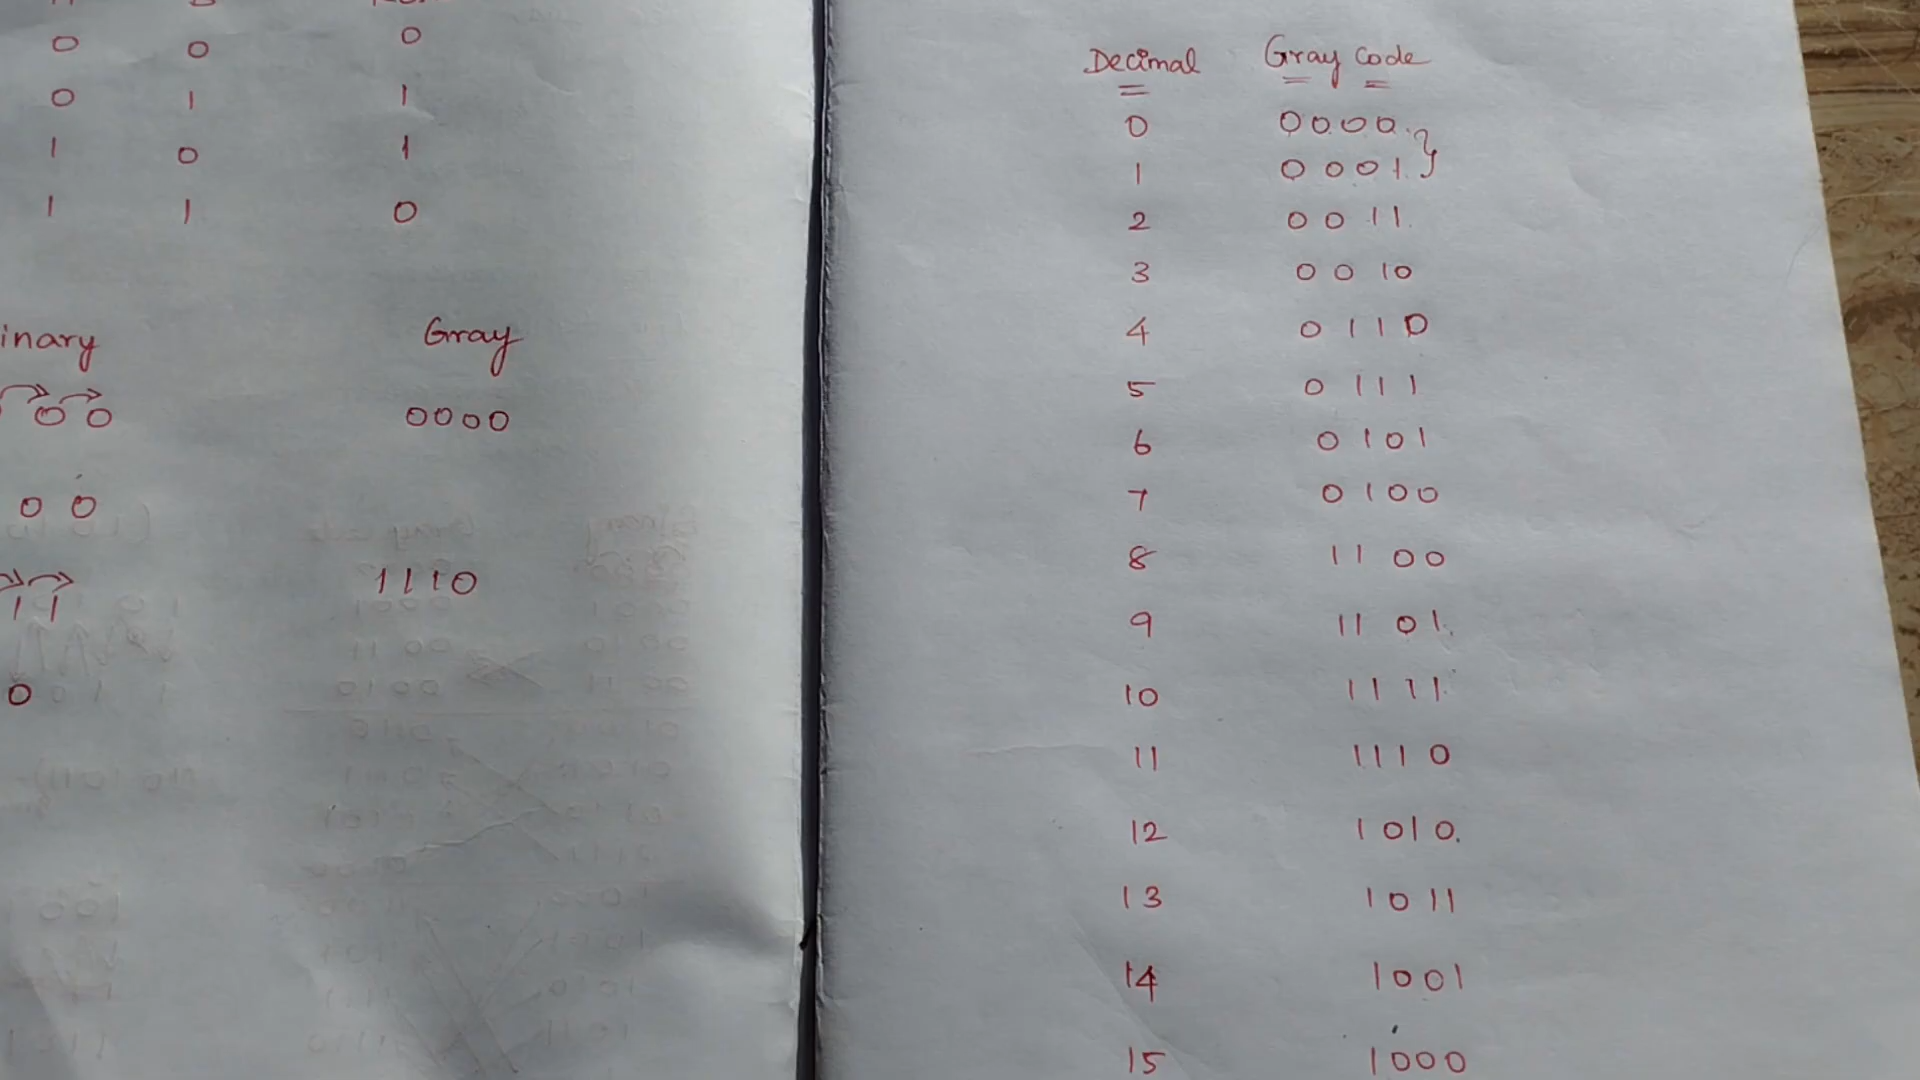 0 0 0
0 1 1
1 0 1
1 1 0
inary Gray
0 0 0000
0 0
1 1 1110
0
Decimal Gray Code
0 0000
1 0001
2 0011
3 0010
4 0110
5 0111
6 0101
7 0100
8 1100
9 1101
10 1111
11 1110
12 1010
13 1011
14 1001
15 1000